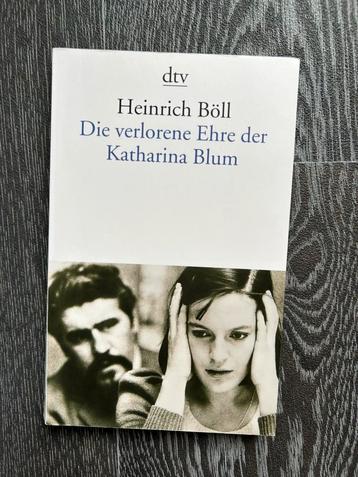 dtv
Heinrich Böll
Die verlorene Ehre der
Katharina Blum